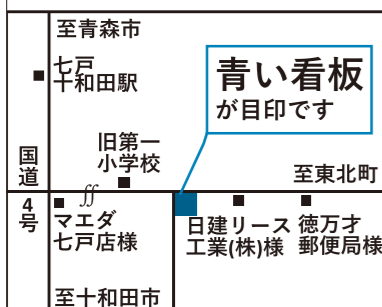 至青森市
七戸
十和田駅
青い看板
が目印です
旧第一
小学校
国道
4号
至東北町
マエダ
七戸店様
日建リース
工業(株)様
徳万才
郵便局様
至十和田市